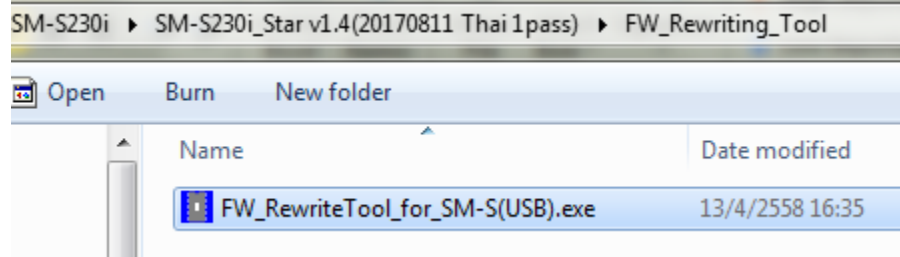 SM-S230i ▸ SM-S230i_Star v1.4(20170811 Thai 1pass) ▸ FW_Rewriting_Tool
Open Burn New folder
Name Date modified
FW_RewriteTool_for_SM-S(USB).exe 13/4/2558 16:35